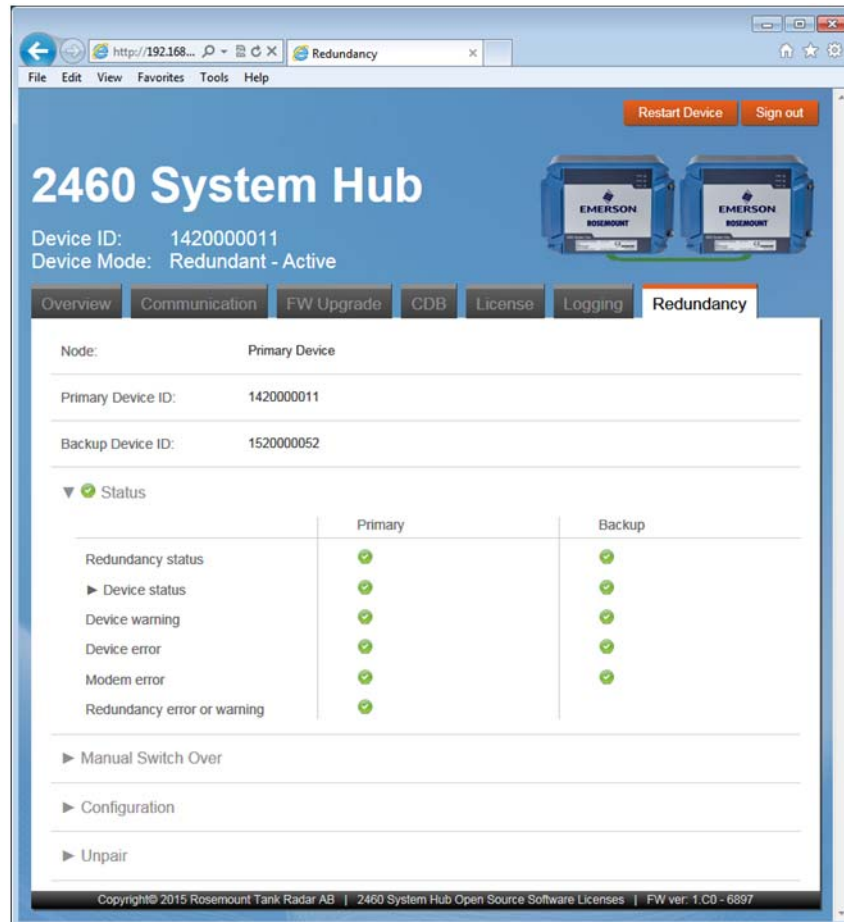 http://192.168...
Redundancy
File Edit View Favorites Tools Help
Restart Device
Sign out
2460 System Hub
EMERSON
ROSEMOUNT
EMERSON
ROSEMOUNT
Device ID: 1420000011
Device Mode: Redundant - Active
Overview
Communication
FW Upgrade
CDB
License
Logging
Redundancy
Node: Primary Device
Primary Device ID: 1420000011
Backup Device ID: 1520000052
▼ Status
Primary Backup
Redundancy status
► Device status
Device warning
Device error
Modem error
Redundancy error or warning
► Manual Switch Over
► Configuration
► Unpair
Copyright© 2015 Rosemount Tank Radar AB | 2460 System Hub Open Source Software Licenses | FW ver: 1.C0 - 6897